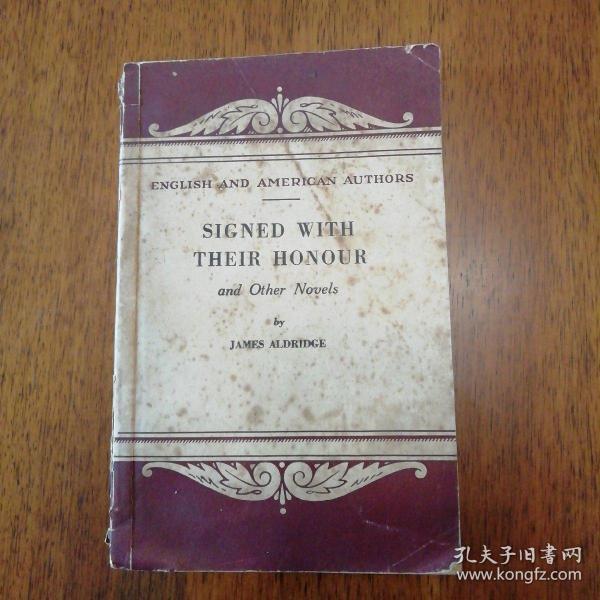 ENGLISH AND AMERICAN AUTHORS
SIGNED WITH
THEIR HONOUR
and Other Novels
by
JAMES ALDRIDGE
孔夫子旧書网
www.kongfz.com